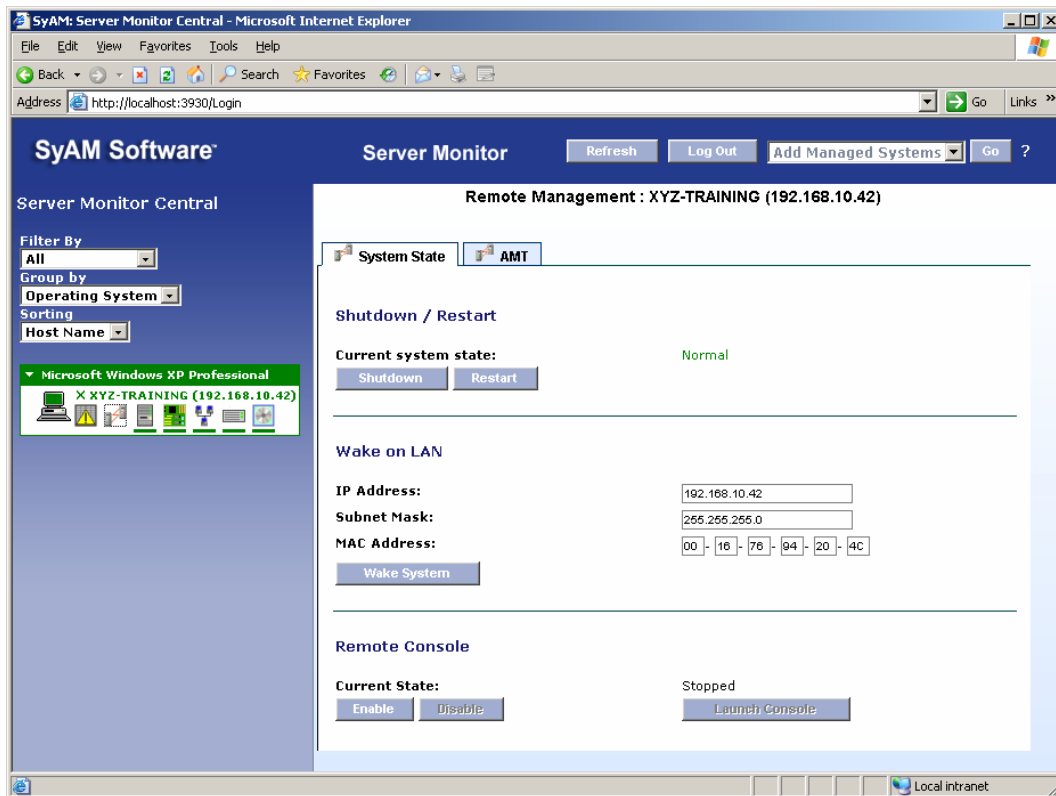 SyAM: Server Monitor Central - Microsoft Internet Explorer
File Edit View Favorites Tools Help
Back Search Favorites
Address http://localhost:3930/Login Go Links »
SyAM Software™ Server Monitor Refresh Log Out Add Managed Systems Go ?
Server Monitor Central
Filter By
All
Group by
Operating System
Sorting
Host Name
Microsoft Windows XP Professional
X XYZ-TRAINING (192.168.10.42)
Remote Management : XYZ-TRAINING (192.168.10.42)
System State AMT
Shutdown / Restart
Current system state: Normal
Shutdown Restart
Wake on LAN
IP Address: 192.168.10.42
Subnet Mask: 255.255.255.0
MAC Address: 00 - 16 - 76 - 94 - 20 - 4C
Wake System
Remote Console
Current State: Stopped
Enable Disable Launch Console
Local intranet